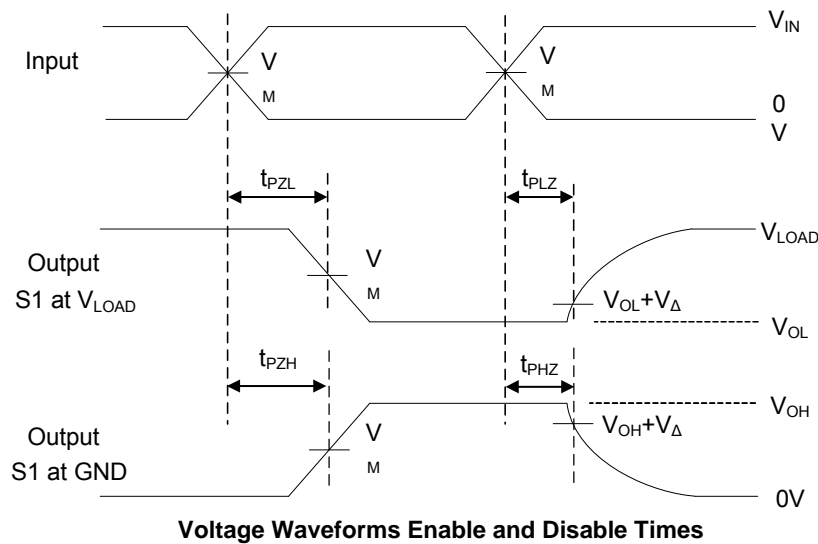 V_IN
Input
V
M
V
M
0
V
t_PZL
t_PLZ
V_LOAD
Output
S1 at V_LOAD
V
M
V_OL+V_Δ
V_OL
t_PZH
t_PHZ
V_OH
Output
S1 at GND
V
M
V_OH+V_Δ
0V
Voltage Waveforms Enable and Disable Times